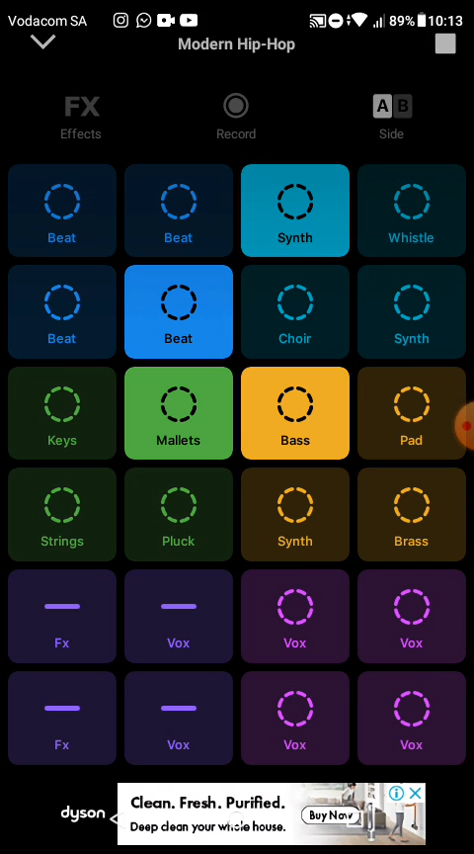 Vodacom SA 89% 10:13
Modern Hip-Hop
FX A B
Effects Record Side
Beat Beat Synth Whistle
Beat Beat Choir Synth
Keys Mallets Bass Pad
Strings Pluck Synth Brass
Fx Vox Vox Vox
Fx Vox Vox Vox
Clean. Fresh. Purified.
dyson Buy Now
Deep clean your whole house.